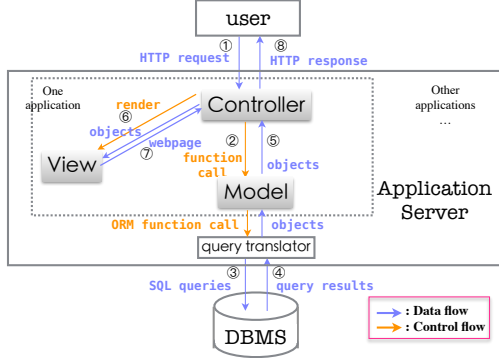 user
①
⑧
HTTP request
HTTP response
One
application
Other
applications
...
render
Controller
⑥
objects
webpage
⑦
View
②
⑤
function
call
objects
Model
Application
Server
ORM function call
objects
query translator
③
④
SQL queries
query results
DBMS
: Data flow
: Control flow